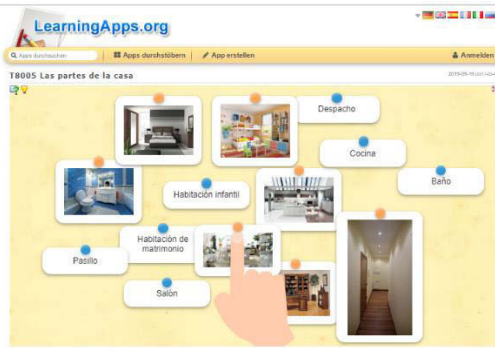 LearningApps.org
Apps durchsuchen
Apps durchstöbern
App erstellen
Anmelden
T8005 Las partes de la casa
Despacho
Cocina
Baño
Habitación infantil
Habitación de
matrimonio
Pasillo
Salón